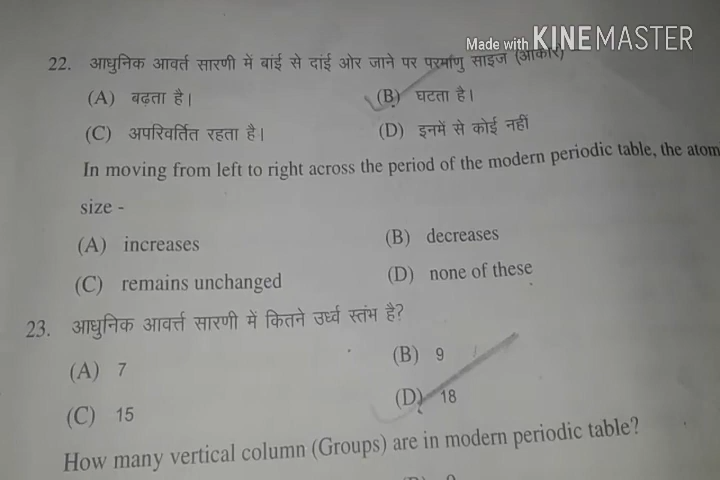 Made with KINEMASTER
22. आधुनिक आवर्त सारणी में बांई से दांई ओर जाने पर परमाणु साइज (आकार)
(A) बढ़ता है। (B) घटता है।
(C) अपरिवर्तित रहता है। (D) इनमें से कोई नहीं
In moving from left to right across the period of the modern periodic table, the atom
size -
(A) increases (B) decreases
(C) remains unchanged (D) none of these
23. आधुनिक आवर्त्त सारणी में कितने उर्ध्व स्तंभ है?
(A) 7 (B) 9
(C) 15 (D) 18
How many vertical column (Groups) are in modern periodic table?